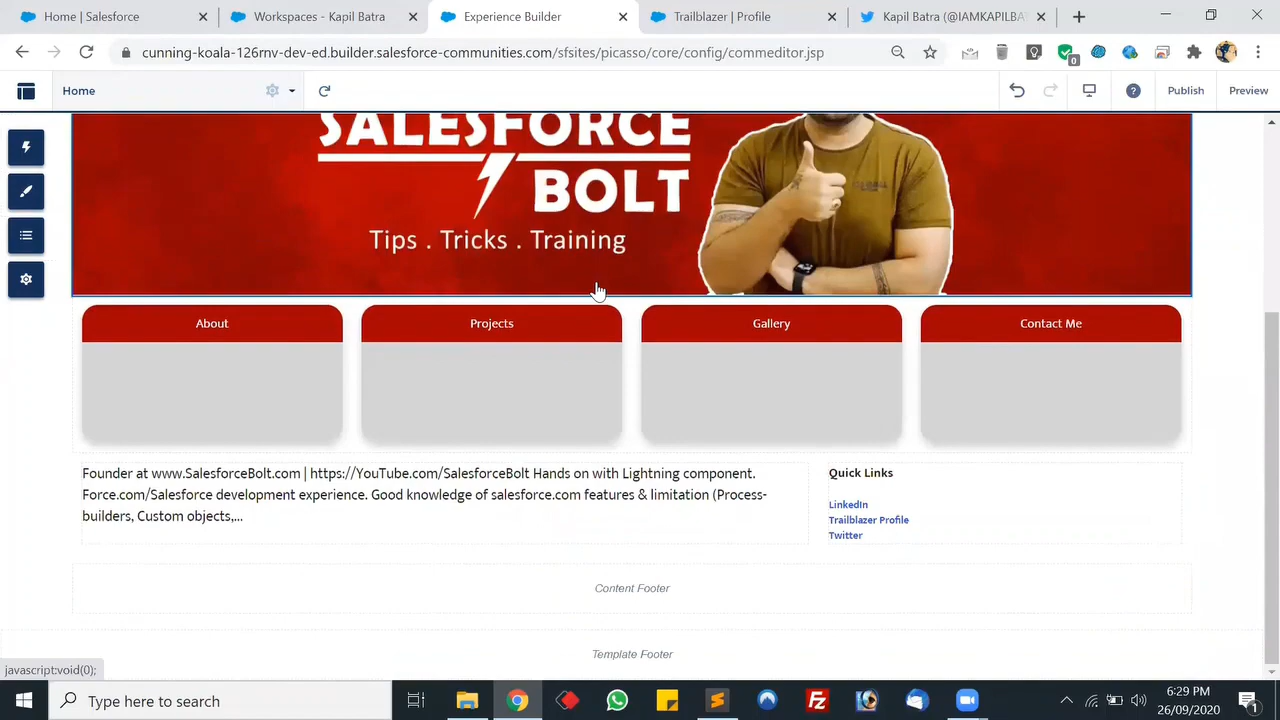 Home | Salesforce
Workspaces - Kapil Batra
Experience Builder
Trailblazer | Profile
Kapil Batra (@IAMKAPILBAT
cunning-koala-126rnv-dev-ed.builder.salesforce-communities.com/sfsites/picasso/core/config/commeditor.jsp
0
Home
Publish
Preview
SALESFORCE
BOLT
Tips . Tricks . Training
About
Projects
Gallery
Contact Me
Founder at www.SalesforceBolt.com | https://YouTube.com/SalesforceBolt Hands on with Lightning component.
Force.com/Salesforce development experience. Good knowledge of salesforce.com features & limitation (Process-
builders, Custom objects,...
Quick Links
LinkedIn
Trailblazer Profile
Twitter
Content Footer
Template Footer
javascript:void(0);
Type here to search
6:29 PM
26/09/2020
1